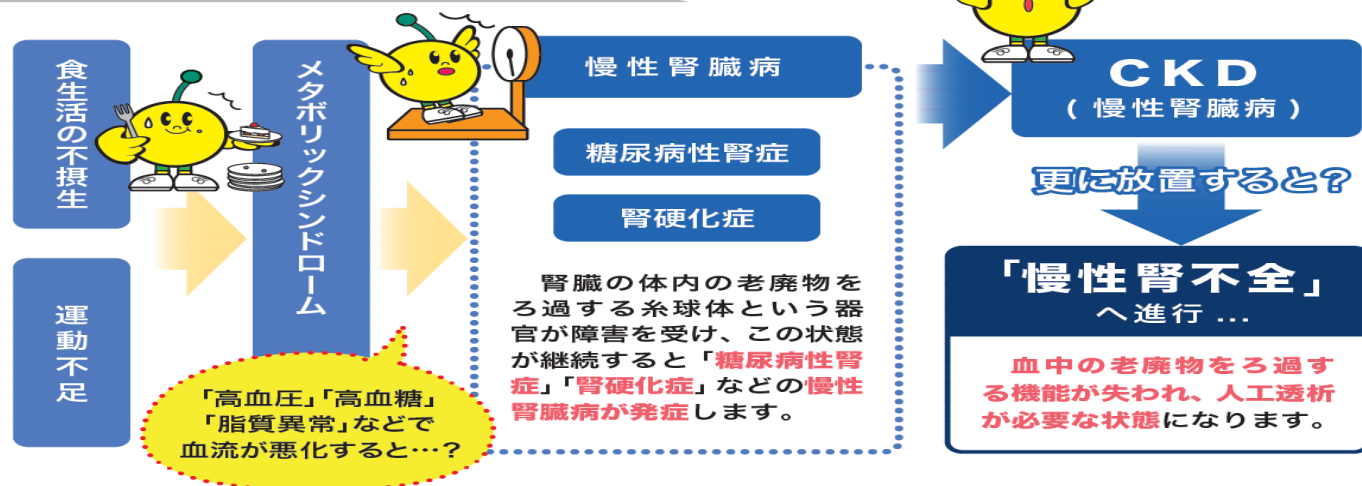 食生活の不摂生
運動不足
メタボリックシンドローム
「高血圧」「高血糖」
「脂質異常」などで
血流が悪化すると…？
慢性腎臓病
糖尿病性腎症
腎硬化症
腎臓の体内の老廃物を
ろ過する糸球体という器
官が障害を受け、この状態
が継続すると「糖尿病性腎
症」「腎硬化症」などの慢性
腎臓病が発症します。
CKD
(慢性腎臓病)
更に放置すると？
「慢性腎不全」
へ進行…
血中の老廃物をろ過す
る機能が失われ、人工透析
が必要な状態になります。